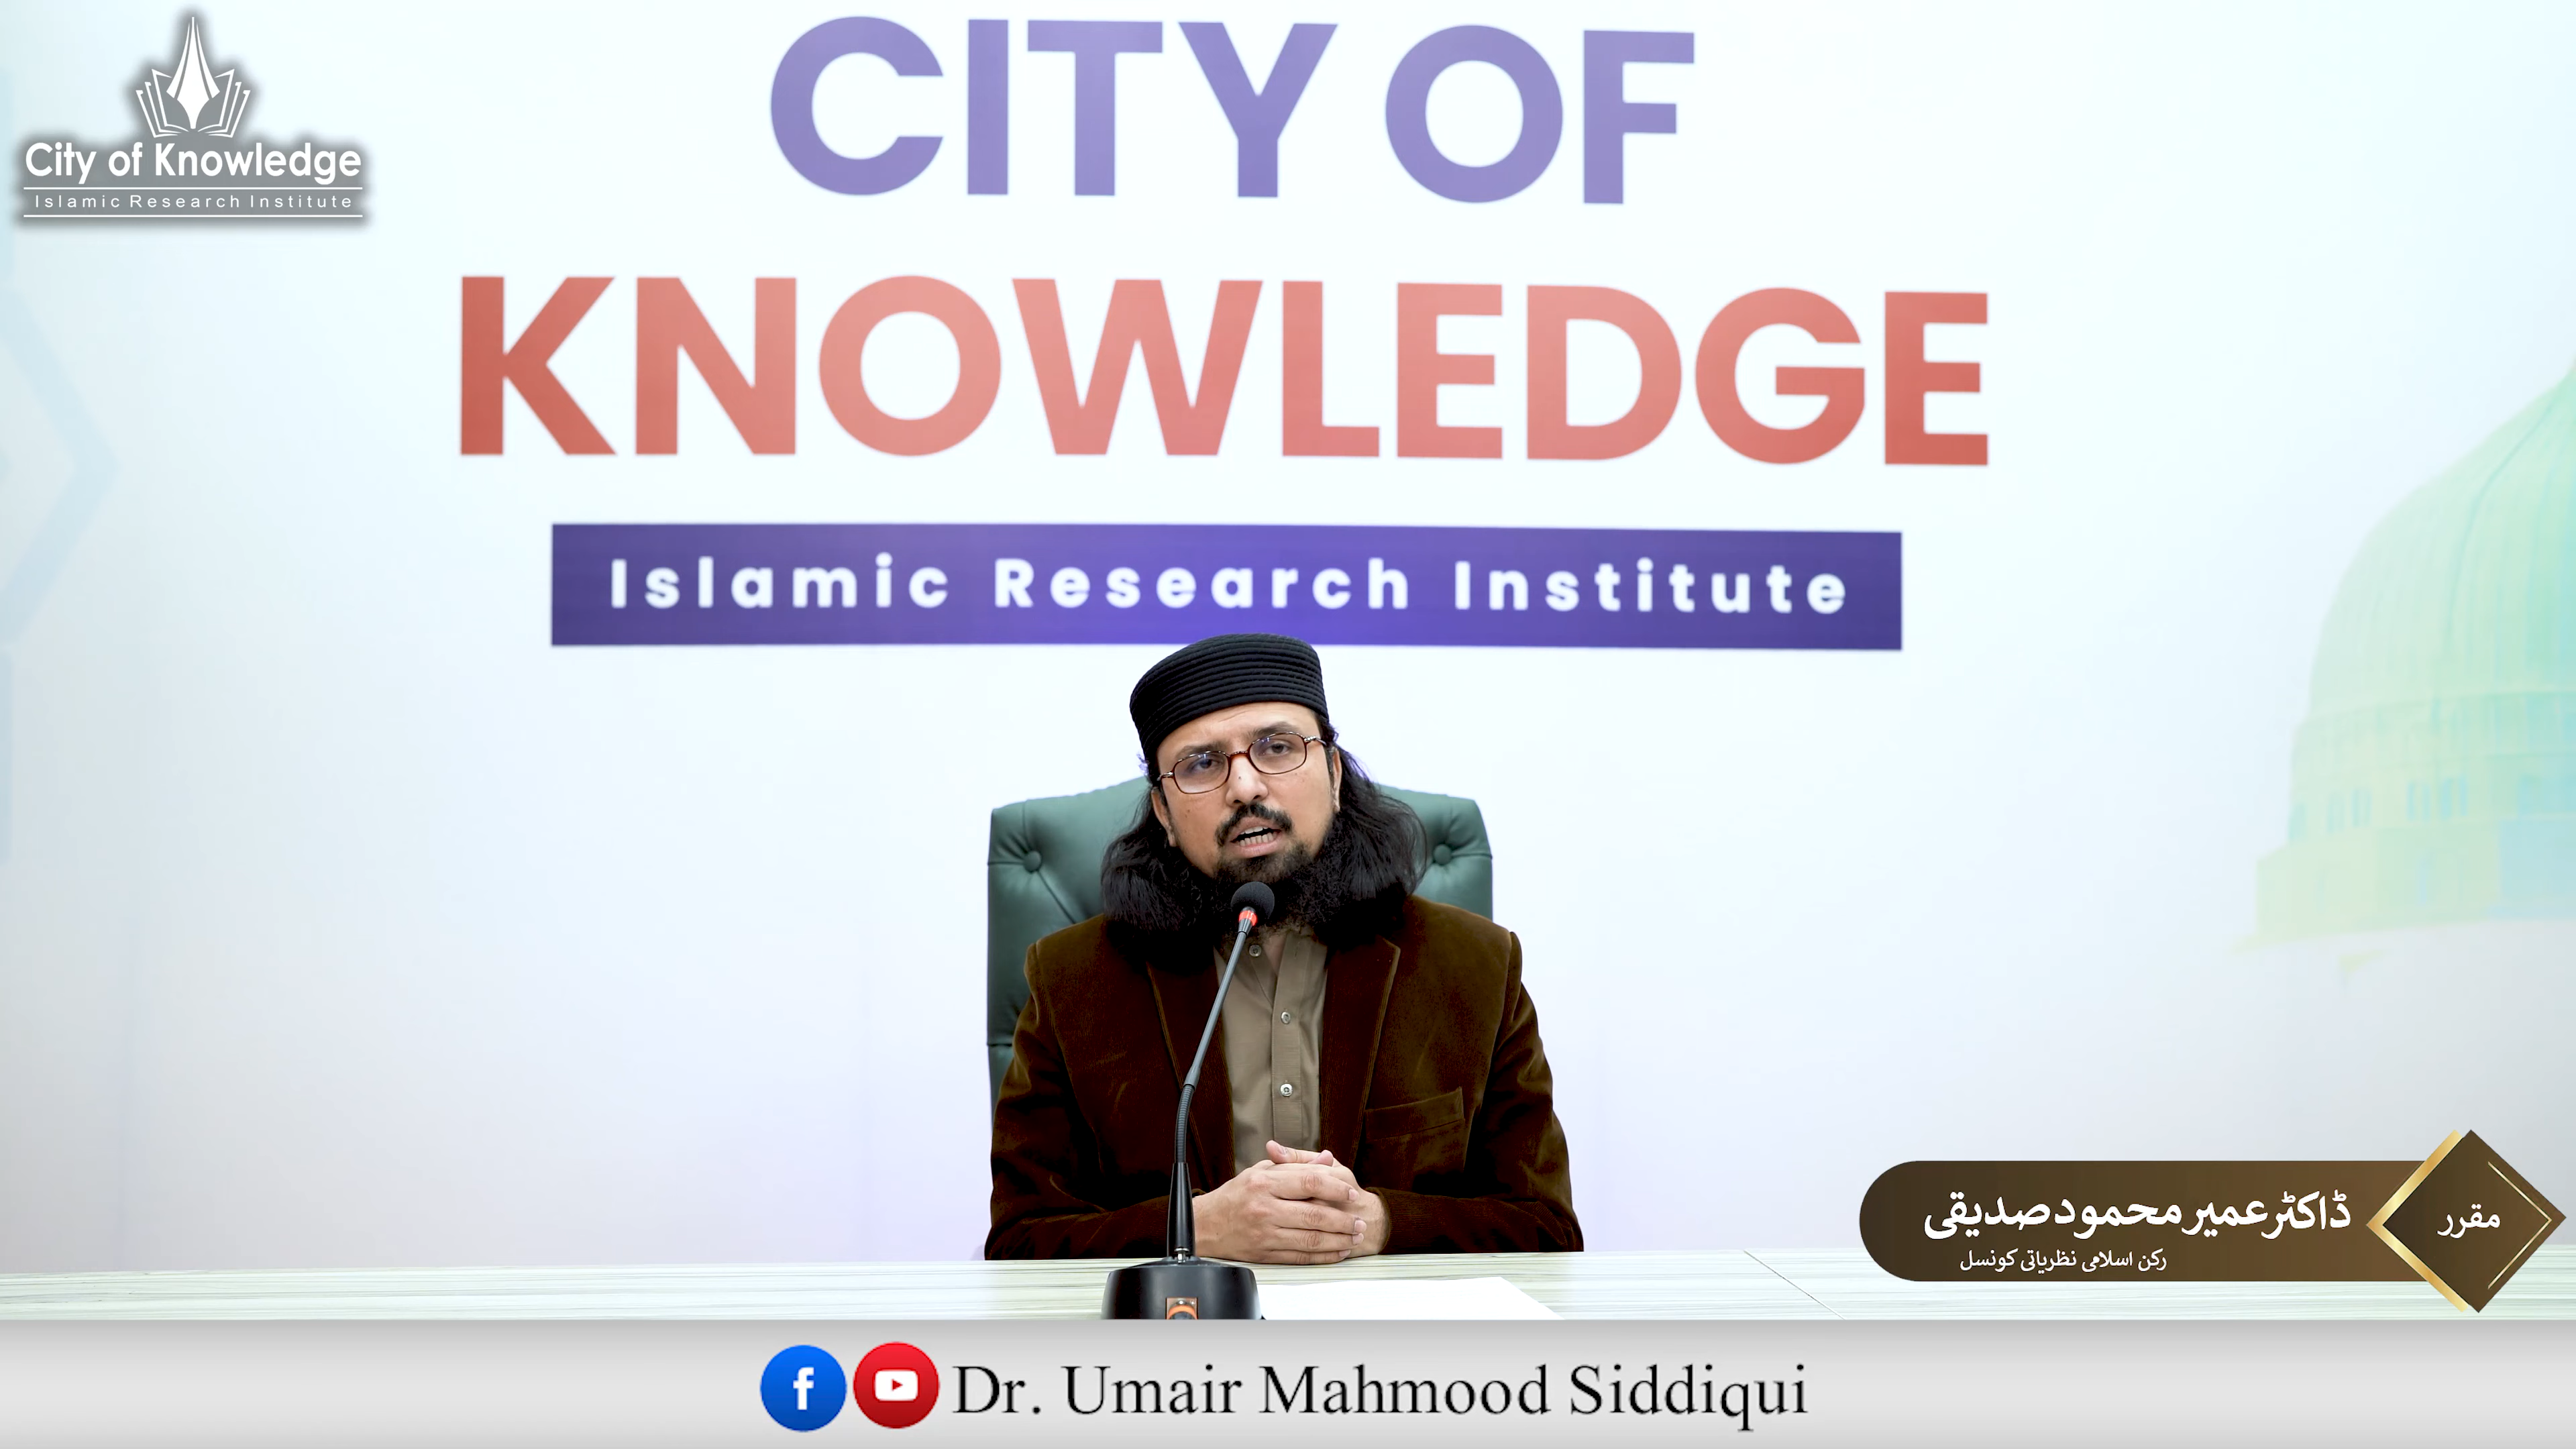 City of Knowledge
Islamic Research Institute
CITY OF
KNOWLEDGE
Islamic Research Institute
ڈاکٹر عمیر محمود صدیقی
رکن اسلامی نظریاتی کونسل
مقرر
Dr. Umair Mahmood Siddiqui